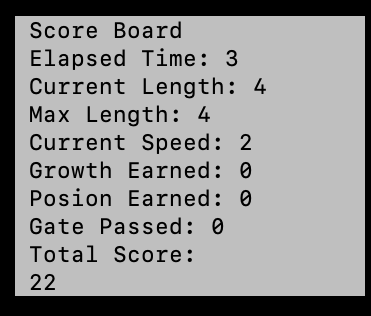 Score Board
Elapsed Time: 3
Current Length: 4
Max Length: 4
Current Speed: 2
Growth Earned: 0
Posion Earned: 0
Gate Passed: 0
Total Score:
22